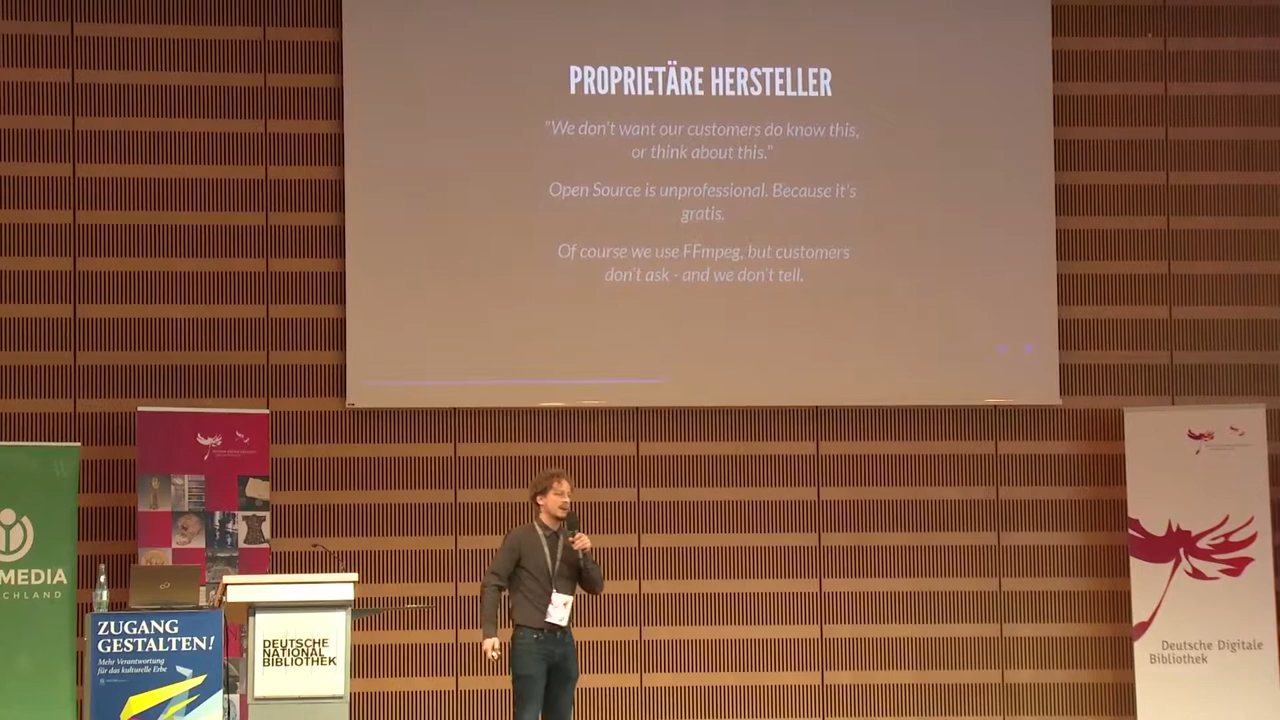 PROPRIETÄRE HERSTELLER
"We don't want our customers do know this,
or think about this."
Open Source is unprofessional. Because it's
gratis.
Of course we use FFmpeg, but customers
don't ask - and we don't tell.
MEDIA
CHLAND
ZUGANG
GESTALTEN!
Mehr Verantwortung
für das kulturelle Erbe
DEUTSCHE
NATIONAL
BIBLIOTHEK
Deutsche Digitale
Bibliothek